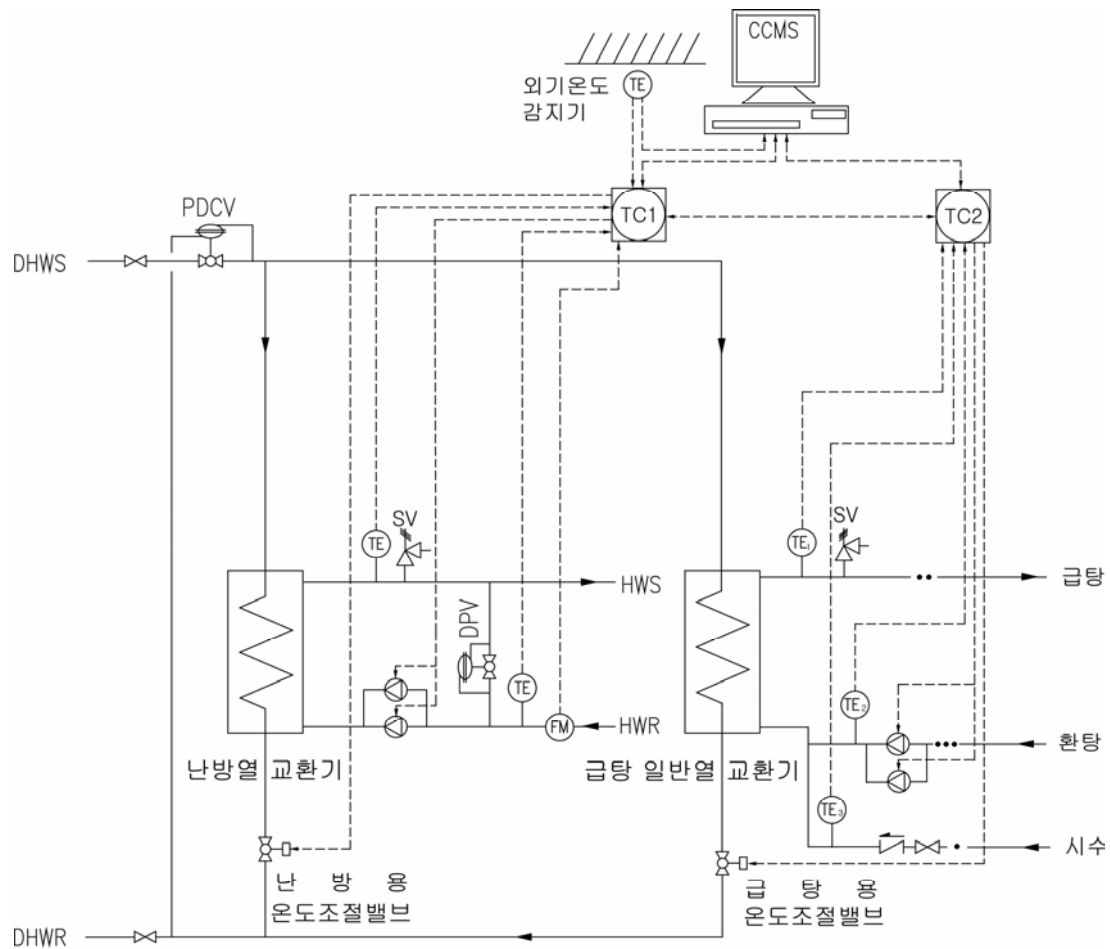 CCMS
TE
외기온도
감지기
TC1
TC2
PDCV
DHWS
SV
TE
SV
TE₁
HWS
급탕
DPV
TE
TE₂
FM
HWR
환탕
난방열 교환기
급탕 일반열 교환기
TE₃
시수
난 방 용
온도조절밸브
급 탕 용
온도조절밸브
DHWR